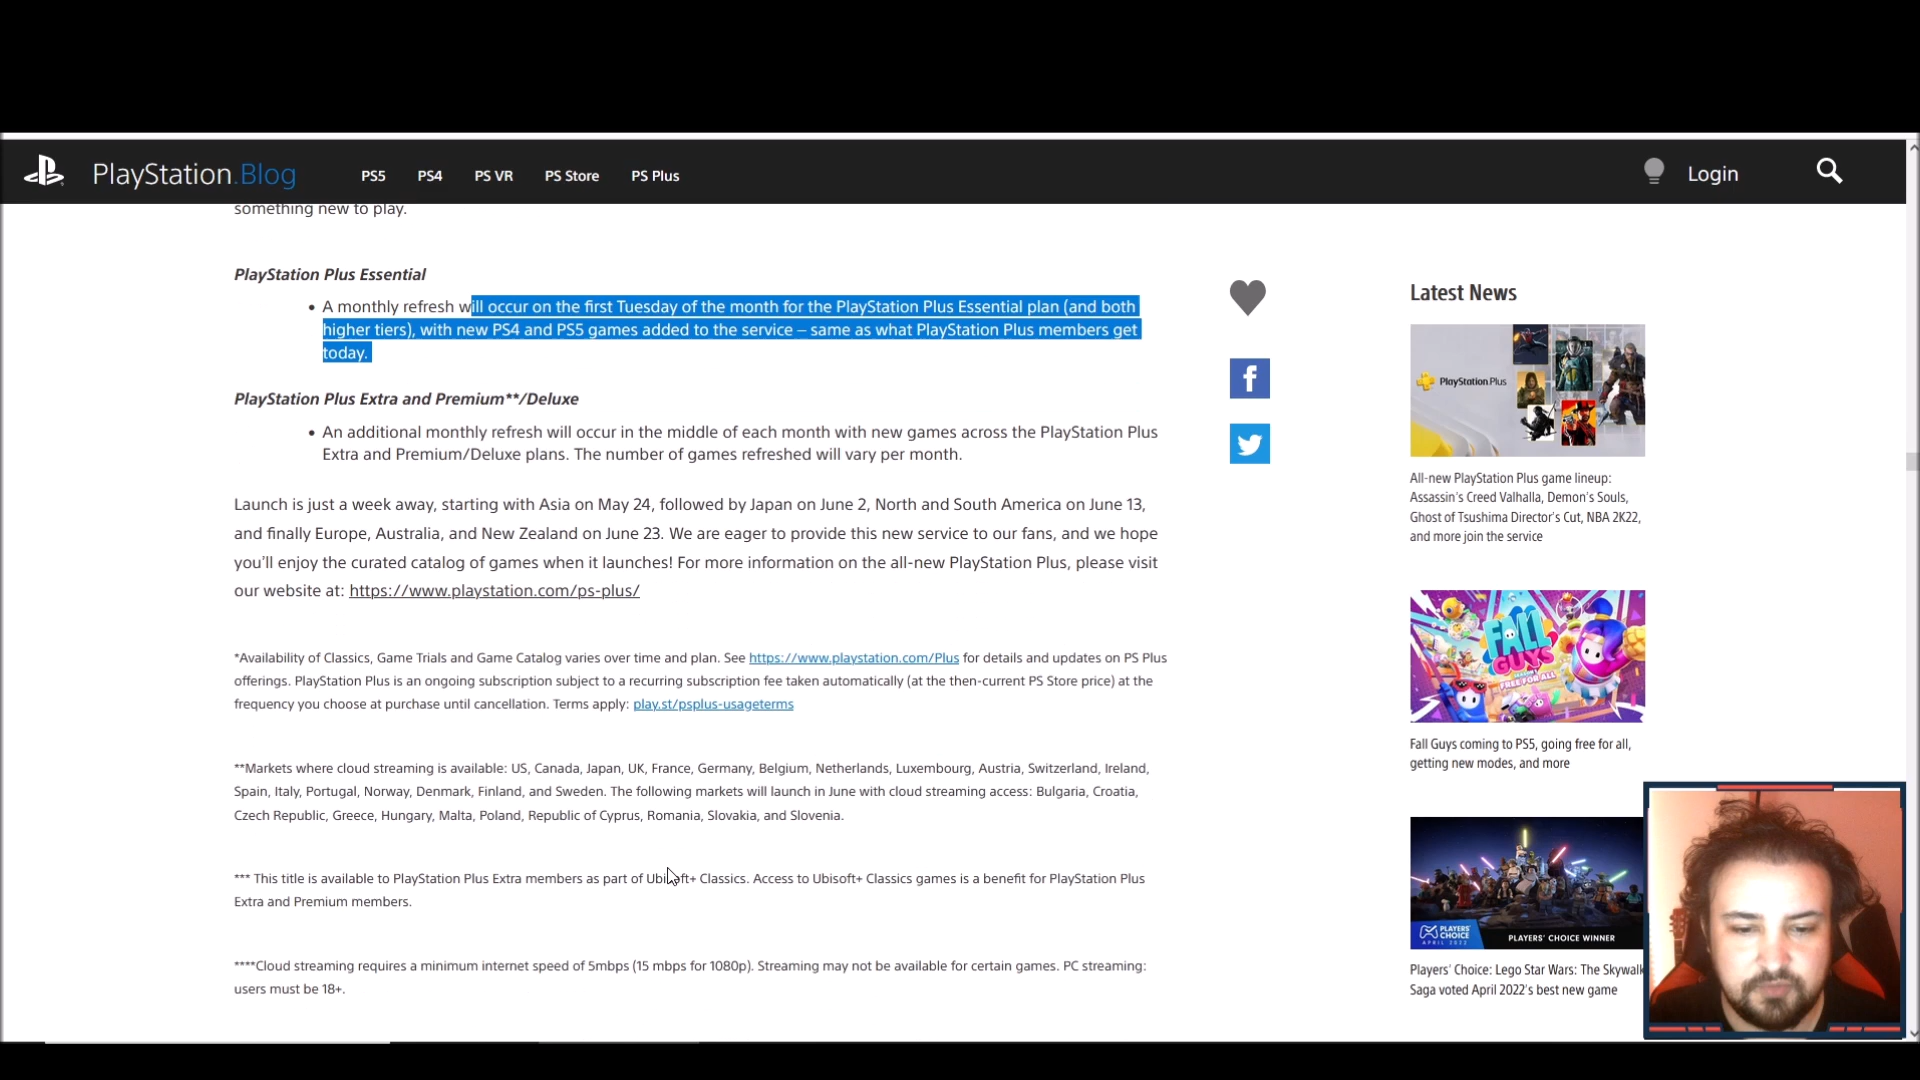 PlayStation.Blog
PS5
PS4
PS VR
PS Store
PS Plus
Login
something new to play.
PlayStation Plus Essential
• A monthly refresh will occur on the first Tuesday of the month for the PlayStation Plus Essential plan (and both
higher tiers), with new PS4 and PS5 games added to the service – same as what PlayStation Plus members get
today.
PlayStation Plus Extra and Premium**/Deluxe
• An additional monthly refresh will occur in the middle of each month with new games across the PlayStation Plus
Extra and Premium/Deluxe plans. The number of games refreshed will vary per month.
Launch is just a week away, starting with Asia on May 24, followed by Japan on June 2, North and South America on June 13,
and finally Europe, Australia, and New Zealand on June 23. We are eager to provide this new service to our fans, and we hope
you’ll enjoy the curated catalog of games when it launches! For more information on the all-new PlayStation Plus, please visit
our website at: https://www.playstation.com/ps-plus/
*Availability of Classics, Game Trials and Game Catalog varies over time and plan. See https://www.playstation.com/Plus for details and updates on PS Plus
offerings. PlayStation Plus is an ongoing subscription subject to a recurring subscription fee taken automatically (at the then-current PS Store price) at the
frequency you choose at purchase until cancellation. Terms apply: play.st/psplus-usageterms
**Markets where cloud streaming is available: US, Canada, Japan, UK, France, Germany, Belgium, Netherlands, Luxembourg, Austria, Switzerland, Ireland,
Spain, Italy, Portugal, Norway, Denmark, Finland, and Sweden. The following markets will launch in June with cloud streaming access: Bulgaria, Croatia,
Czech Republic, Greece, Hungary, Malta, Poland, Republic of Cyprus, Romania, Slovakia, and Slovenia.
*** This title is available to PlayStation Plus Extra members as part of Ubisoft+ Classics. Access to Ubisoft+ Classics games is a benefit for PlayStation Plus
Extra and Premium members.
****Cloud streaming requires a minimum internet speed of 5mbps (15 mbps for 1080p). Streaming may not be available for certain games. PC streaming:
users must be 18+.
Latest News
PlayStation Plus
All-new PlayStation Plus game lineup:
Assassin’s Creed Valhalla, Demon’s Souls,
Ghost of Tsushima Director’s Cut, NBA 2K22,
and more join the service
FALL
GUYS
FREE FOR ALL
Fall Guys coming to PS5, going free for all,
getting new modes, and more
PLAYERS'
CHOICE
APRIL 2022
PLAYERS' CHOICE WINNER
Players’ Choice: Lego Star Wars: The Skywalk
Saga voted April 2022’s best new game